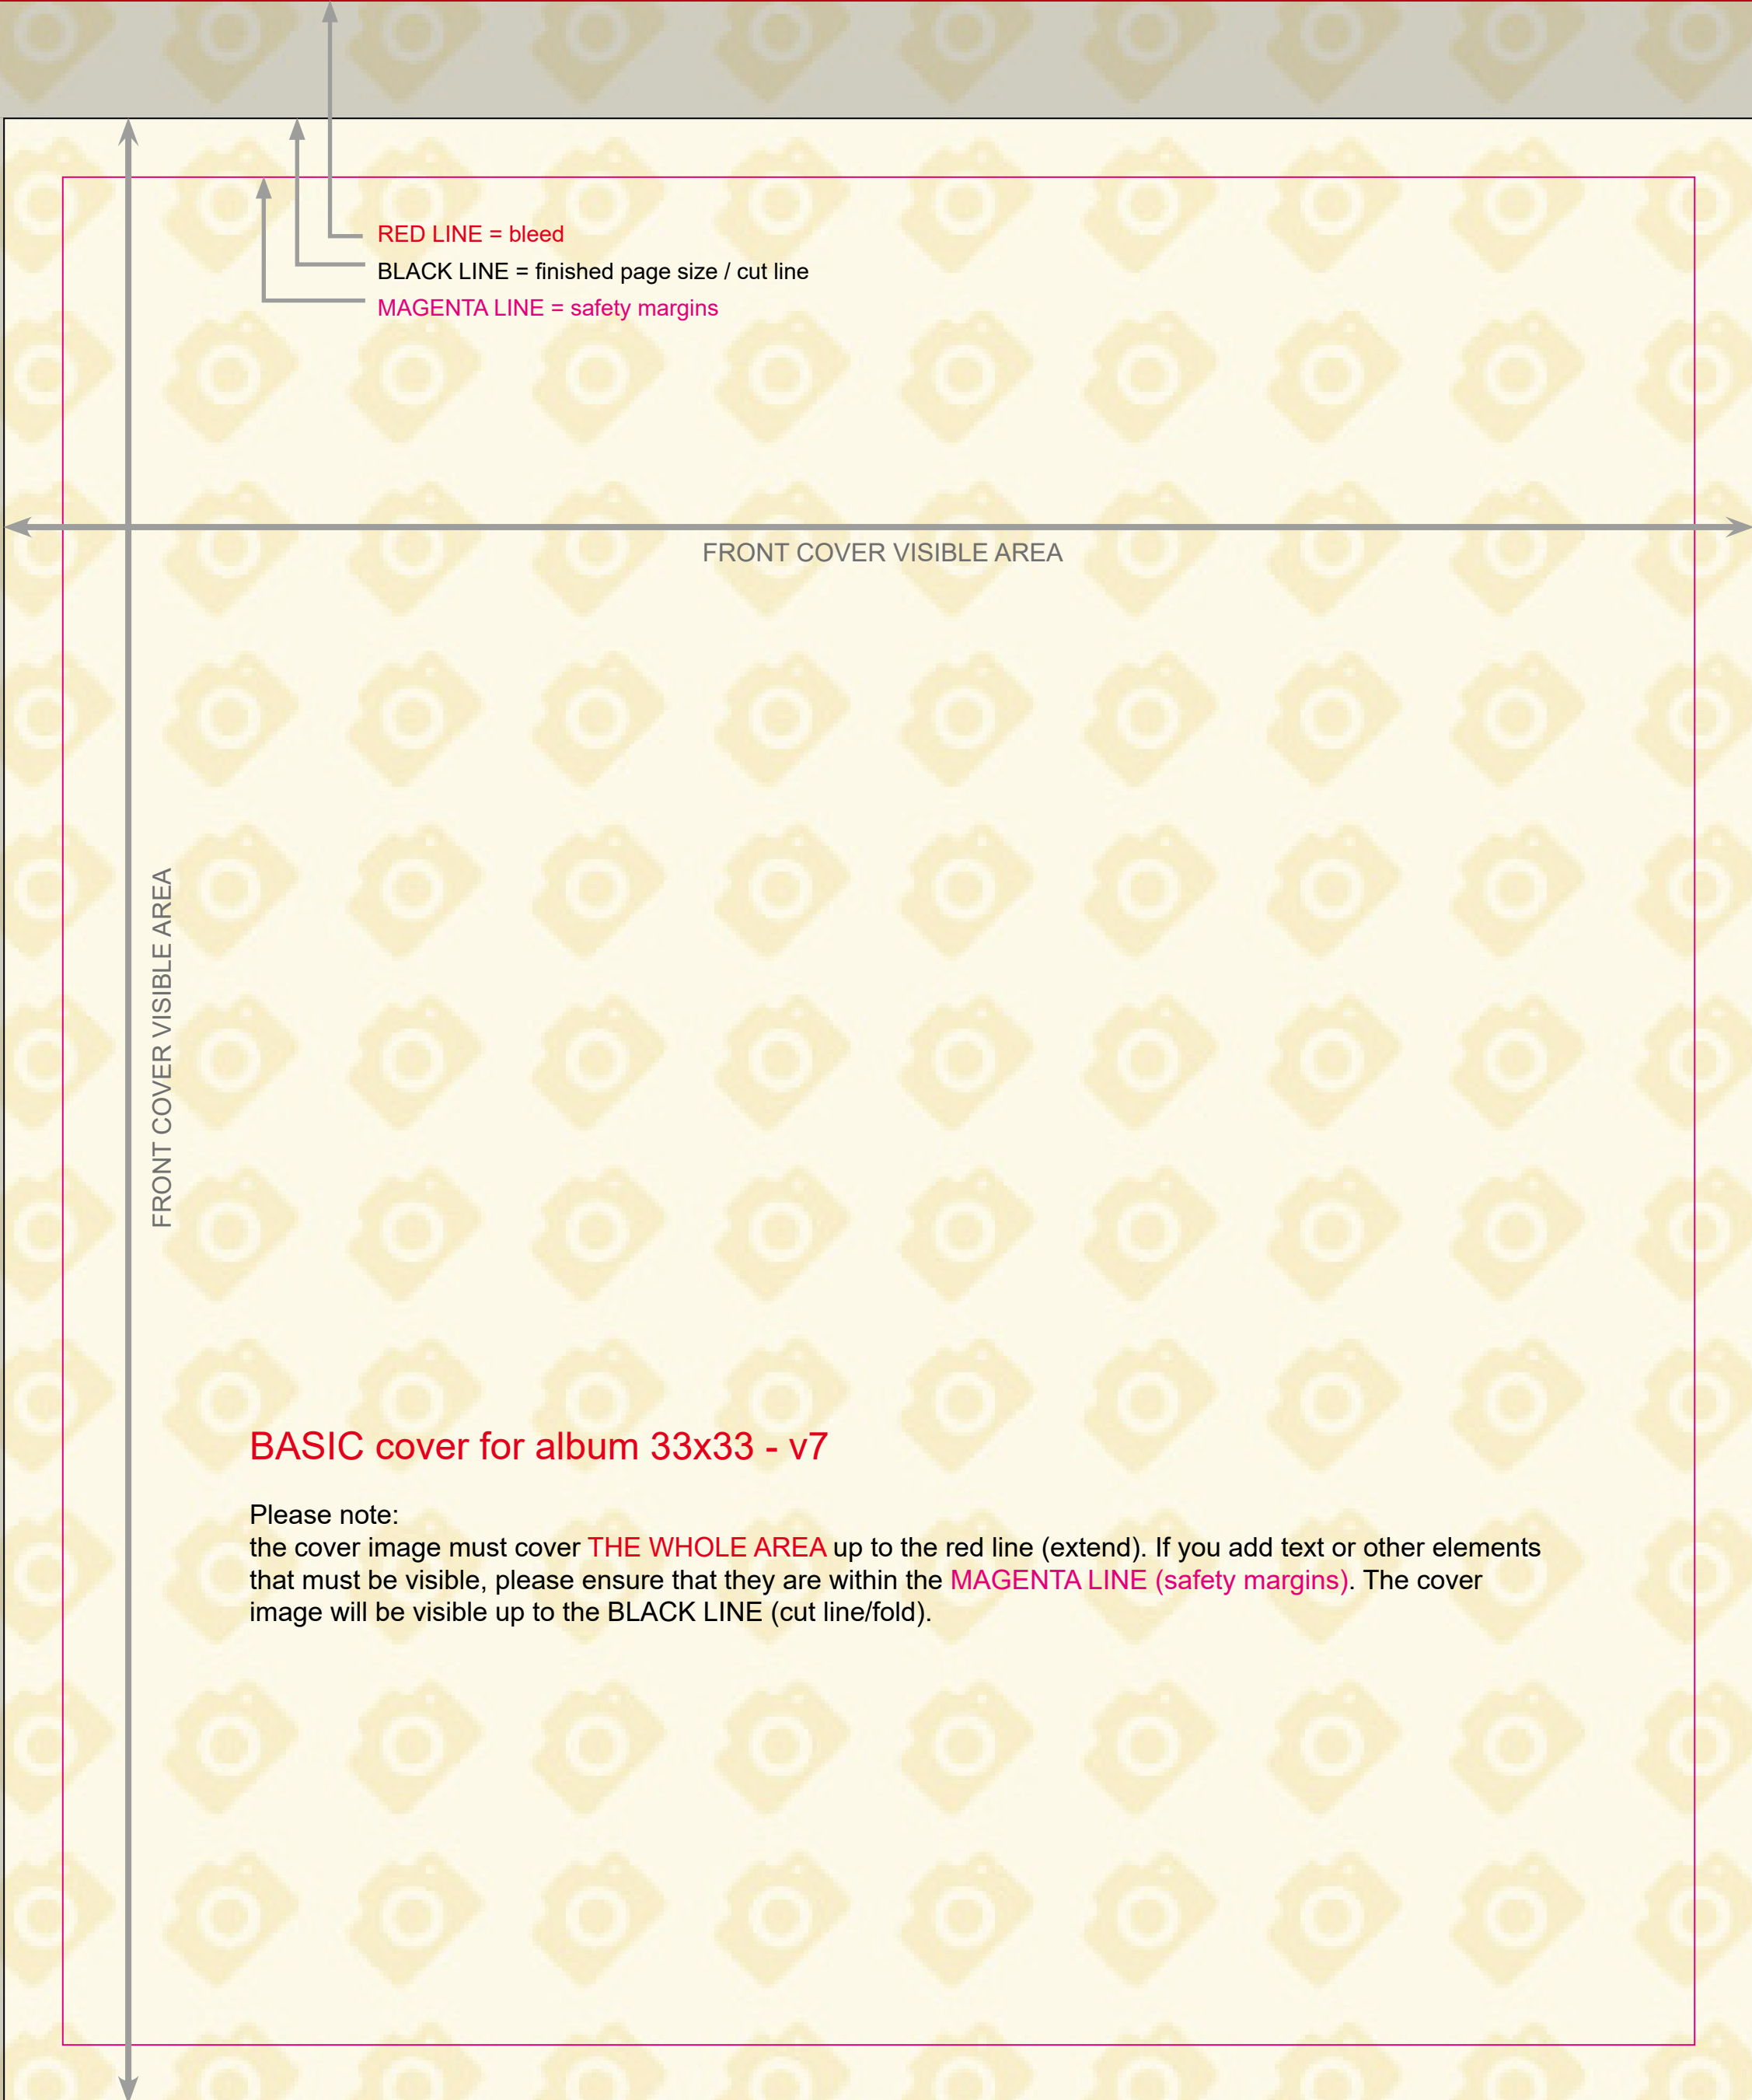 RED LINE = bleed
BLACK LINE = finished page size / cut line
MAGENTA LINE = safety margins
FRONT COVER VISIBLE AREA
FRONT COVER VISIBLE AREA
BASIC cover for album 33x33 - v7
Please note:
the cover image must cover THE WHOLE AREA up to the red line (extend). If you add text or other elements
that must be visible, please ensure that they are within the MAGENTA LINE (safety margins). The cover
image will be visible up to the BLACK LINE (cut line/fold).